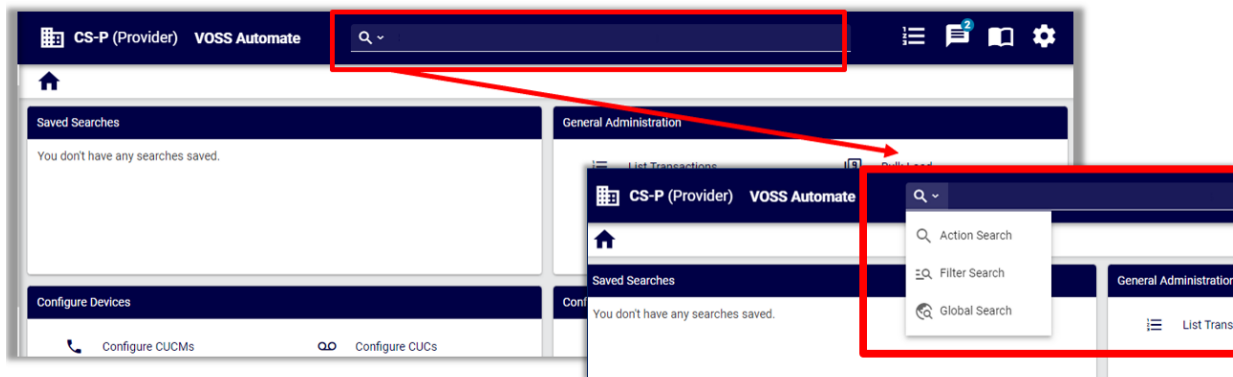 CS-P (Provider) VOSS Automate
2
Saved Searches
You don't have any searches saved.
General Administration
List Transactions
Bulk Load
Configure Devices
Configure CUCMs
Configure CUCs
CS-P (Provider) VOSS Automate
Action Search
Filter Search
Global Search
Saved Searches
You don't have any searches saved.
General Administration
List Trans